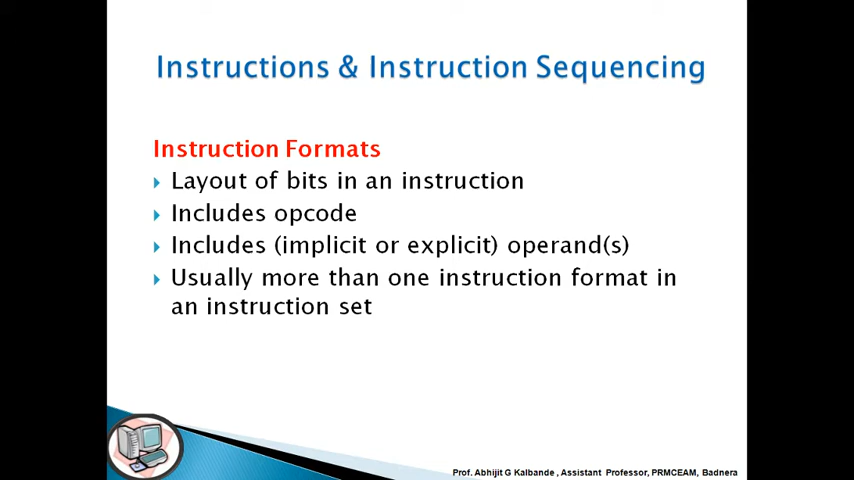 Instructions & Instruction Sequencing
Instruction Formats
Layout of bits in an instruction
Includes opcode
Includes (implicit or explicit) operand(s)
Usually more than one instruction format in
an instruction set
Prof. Abhijit G Kalbande , Assistant Professor, PRMCEAM, Badnera